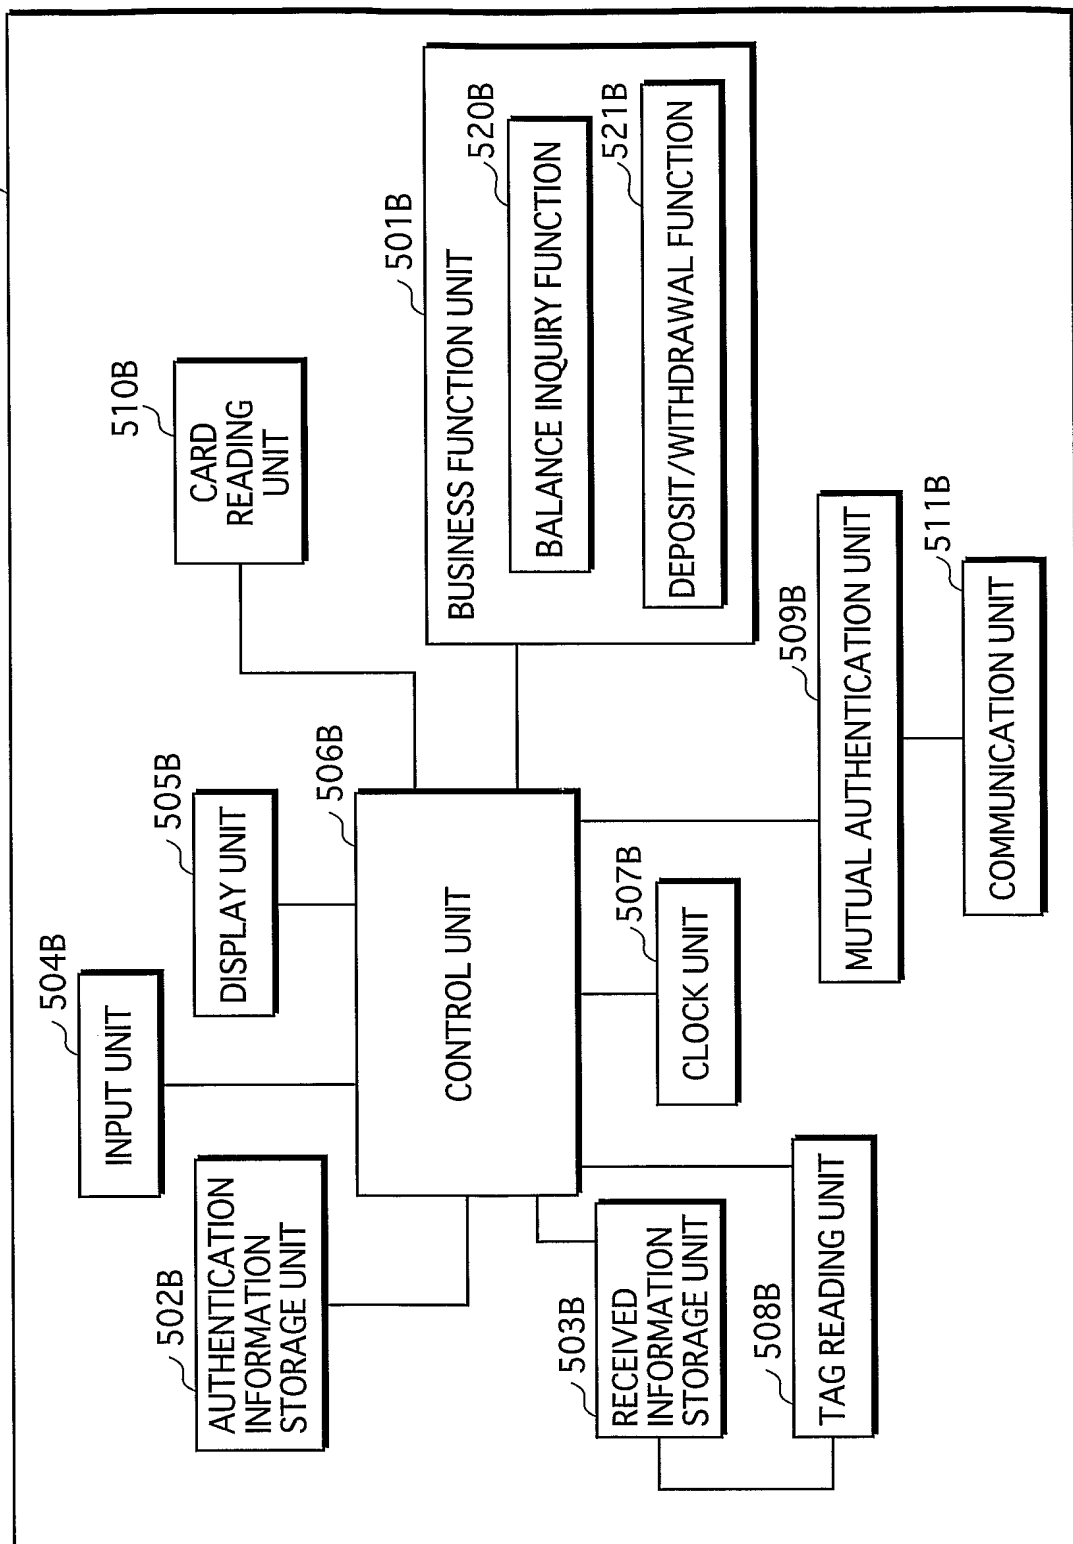 504B
INPUT UNIT
505B
DISPLAY UNIT
510B
CARD
READING
UNIT
502B
AUTHENTICATION
INFORMATION
STORAGE UNIT
506B
CONTROL UNIT
501B
BUSINESS FUNCTION UNIT
520B
BALANCE INQUIRY FUNCTION
521B
DEPOSIT/WITHDRAWAL FUNCTION
503B
RECEIVED
INFORMATION
STORAGE UNIT
507B
CLOCK UNIT
508B
TAG READING UNIT
509B
MUTUAL AUTHENTICATION UNIT
511B
COMMUNICATION UNIT